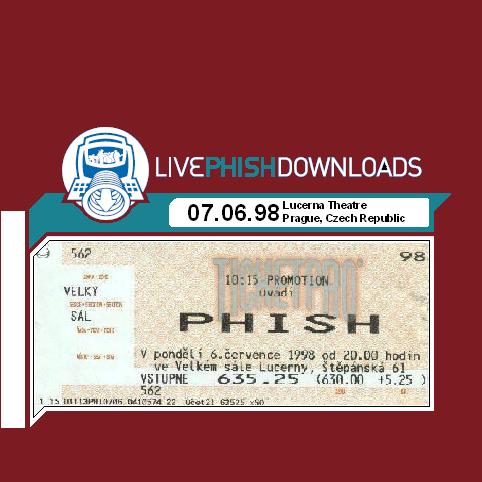 LIVEPHISHDOWNLOADS
07.06.98 Lucerna Theatre
Prague, Czech Republic
562
98
TICKETPRO
10:15 PROMOTION
uvádí
VELKY
SÁL
PHISH
V pondělí 6.července 1998 od 20.00 hodin
ve Velkém sále Lucerny, Štěpánská 61
VSTUPNE 635.25 (630.00 +5.25 )
562